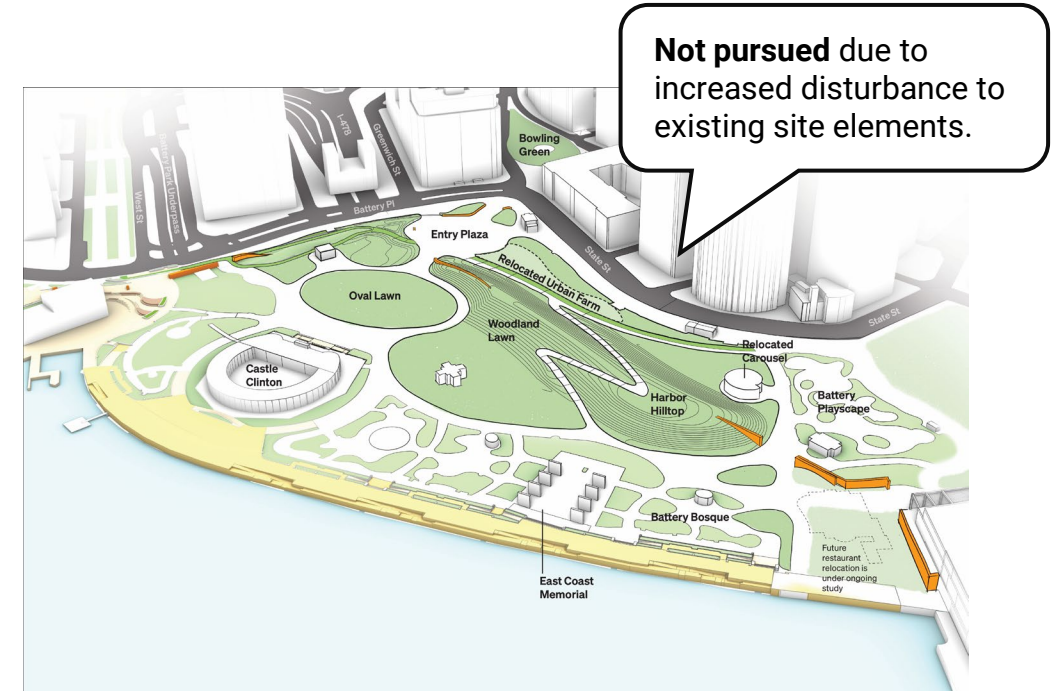 Not pursued due to
increased disturbance to
existing site elements.
Bowling
Green
I-478
Greenwich St
Battery Park Underpass
West St
Battery Pl
Entry Plaza
State St
Relocated Urban Farm
Oval Lawn
Woodland
Lawn
State St
Relocated
Carousel
Castle
Clinton
Harbor
Hilltop
Battery
Playscape
Battery Bosque
Future
restaurant
relocation is
under ongoing
study
East Coast
Memorial